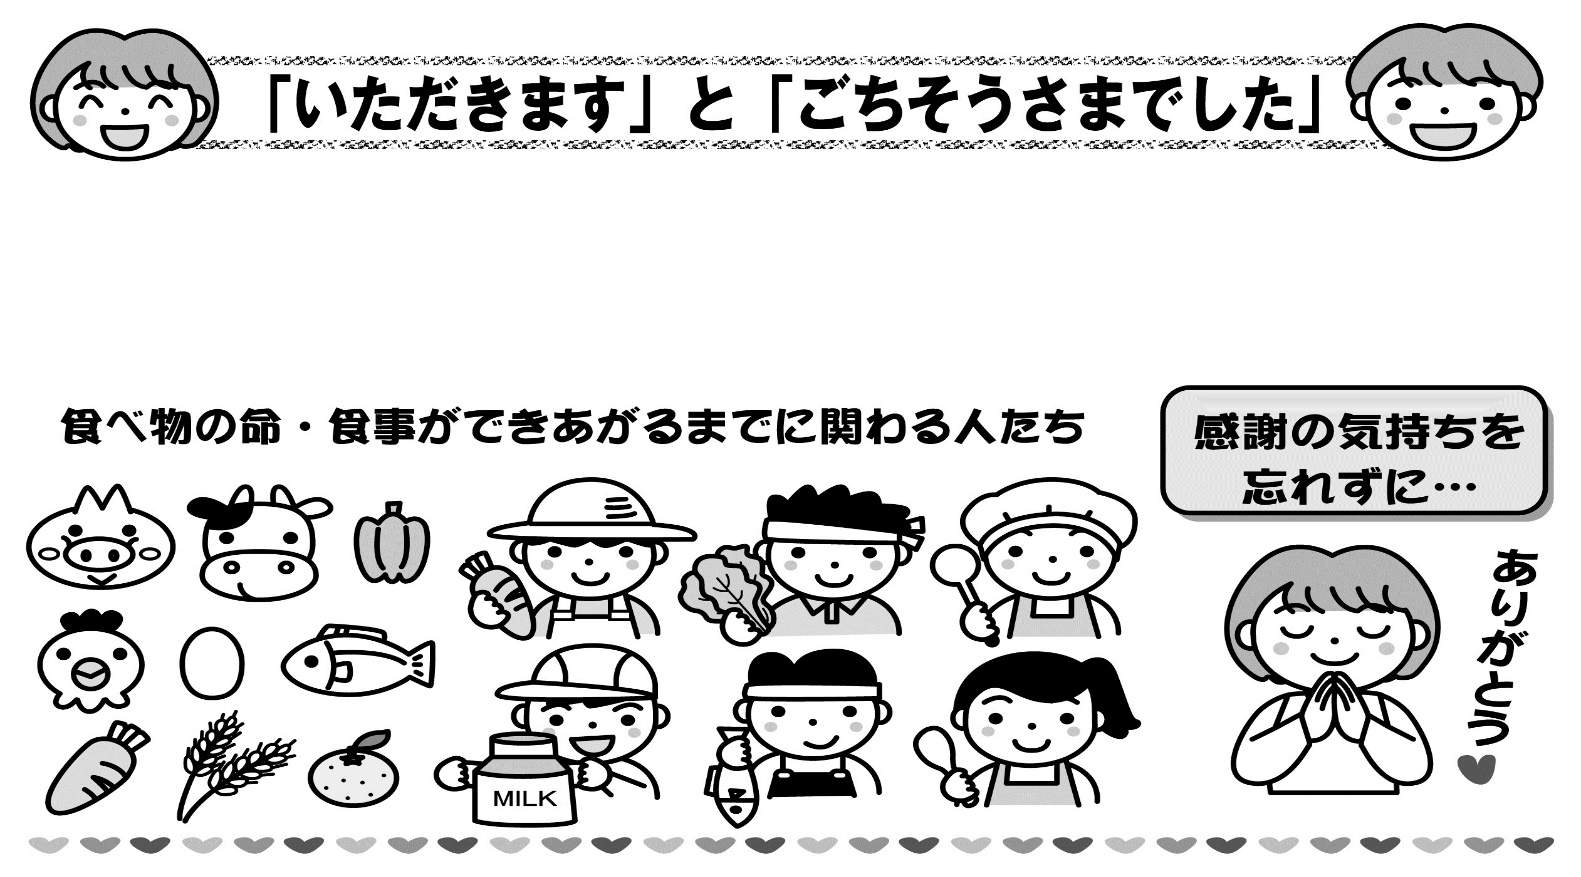 「いただきます」と「ごちそうさまでした」
食べ物の命・食事ができあがるまでに関わる人たち
感謝の気持ちを
忘れずに…
ありがとう
MILK